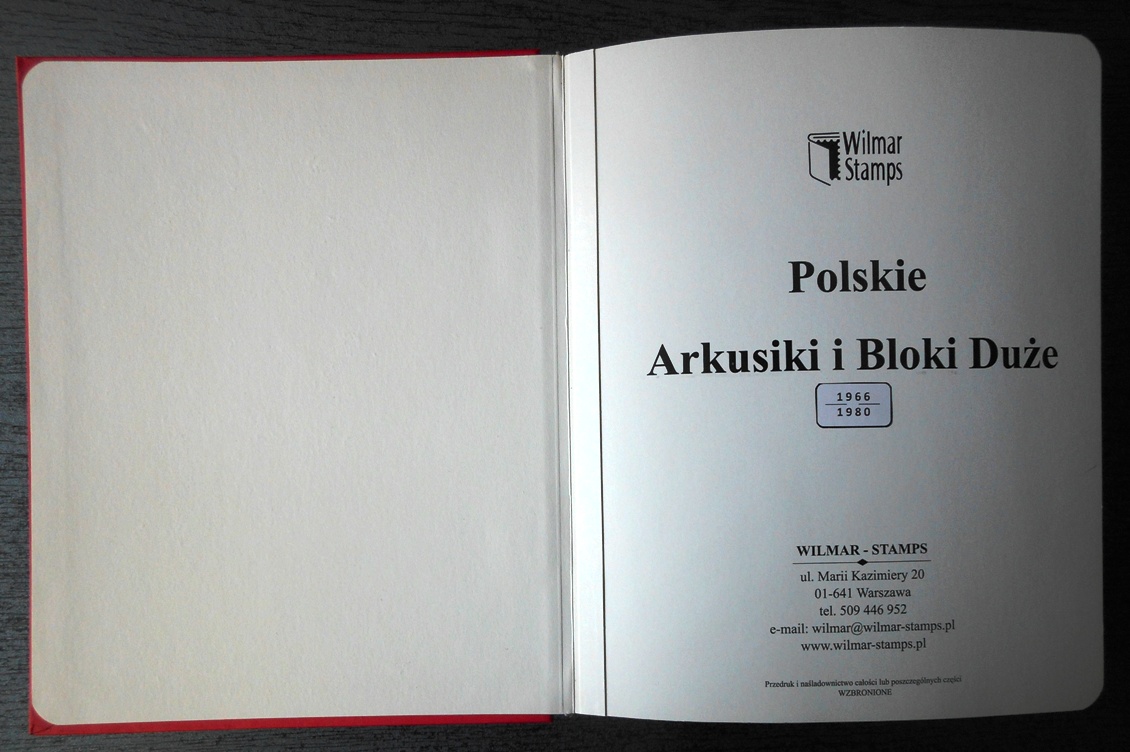 Wilmar
Stamps
Polskie
Arkusiki i Bloki Duże
1966
1980
WILMAR - STAMPS
ul. Marii Kazimiery 20
01-641 Warszawa
tel. 509 446 952
e-mail: wilmar@wilmar-stamps.pl
www.wilmar-stamps.pl
Przedruk i naśladownictwo całości lub poszczególnych części
WZBRONIONE